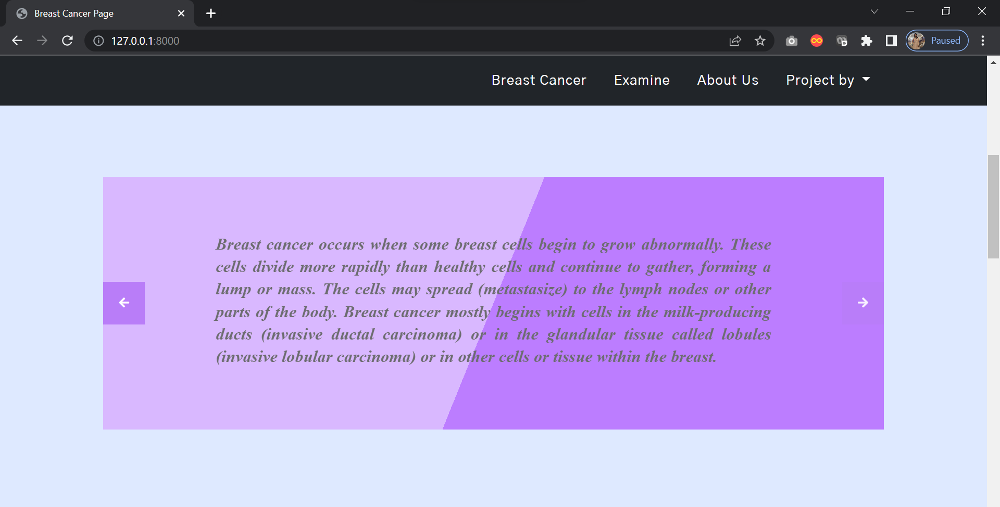 Breast Cancer Page
127.0.0.1:8000
Paused
Breast Cancer Examine About Us Project by
Breast cancer occurs when some breast cells begin to grow abnormally. These
cells divide more rapidly than healthy cells and continue to gather, forming a
lump or mass. The cells may spread (metastasize) to the lymph nodes or other
parts of the body. Breast cancer mostly begins with cells in the milk-producing
ducts (invasive ductal carcinoma) or in the glandular tissue called lobules
(invasive lobular carcinoma) or in other cells or tissue within the breast.